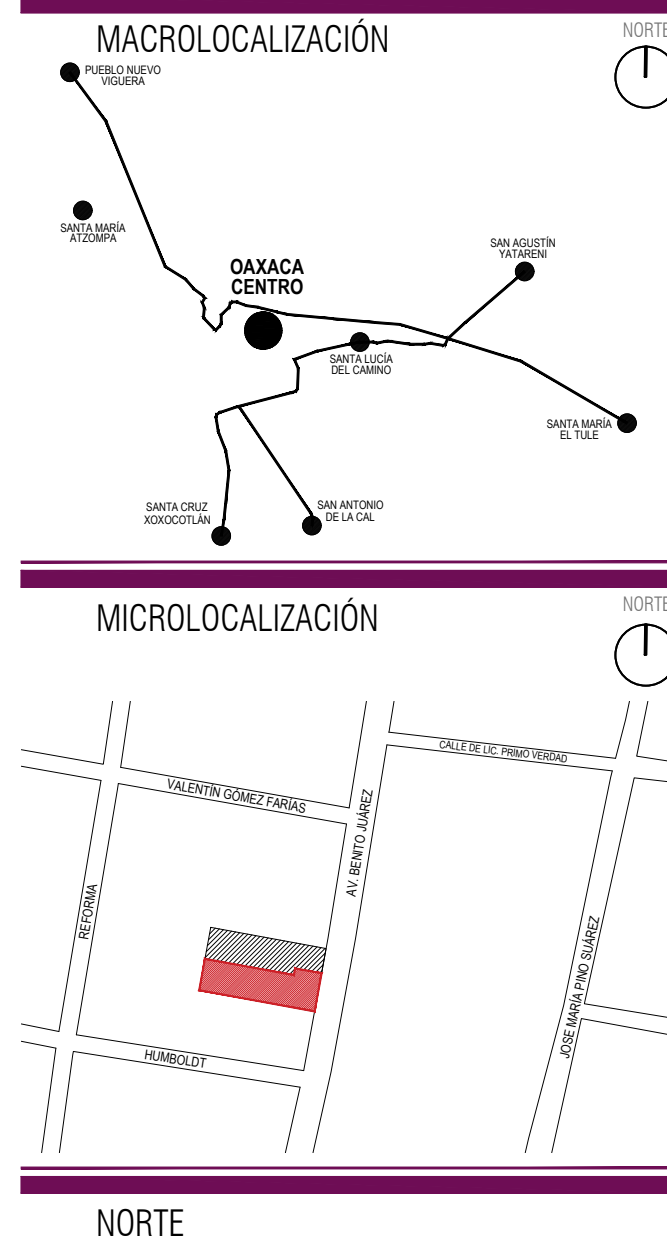 MACROLOCALIZACIÓN
NORTE
PUEBLO NUEVO
VIGUERA
SANTA MARÍA
ATZOMPA
OAXACA
CENTRO
SAN AGUSTÍN
YATARENI
SANTA LUCÍA
DEL CAMINO
SANTA MARÍA
EL TULE
SANTA CRUZ
XOXOCOTLÁN
SAN ANTONIO
DE LA CAL
MICROLOCALIZACIÓN
NORTE
CALLE DE LIC. PRIMO VERDAD
VALENTÍN GÓMEZ FARÍAS
AV. BENITO JUÁREZ
REFORMA
JOSE MARÍA PINO SUÁREZ
HUMBOLDT
NORTE